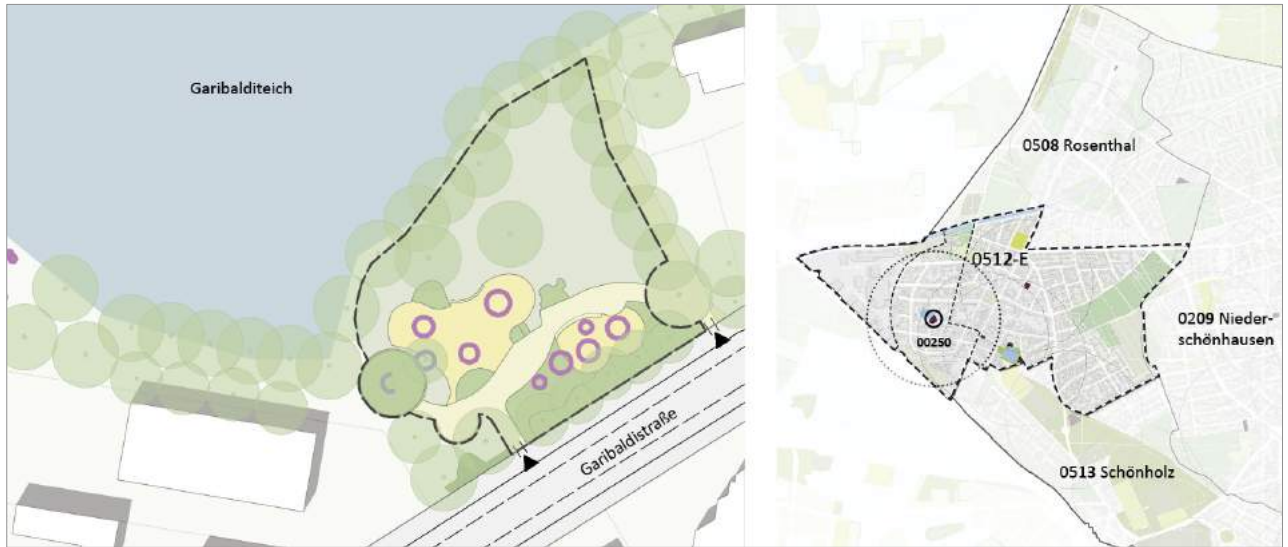 Garibalditeich
Garibaldistraße
0508 Rosenthal
0512-E
00250
0209 Nieder-
schönhausen
0513 Schönholz